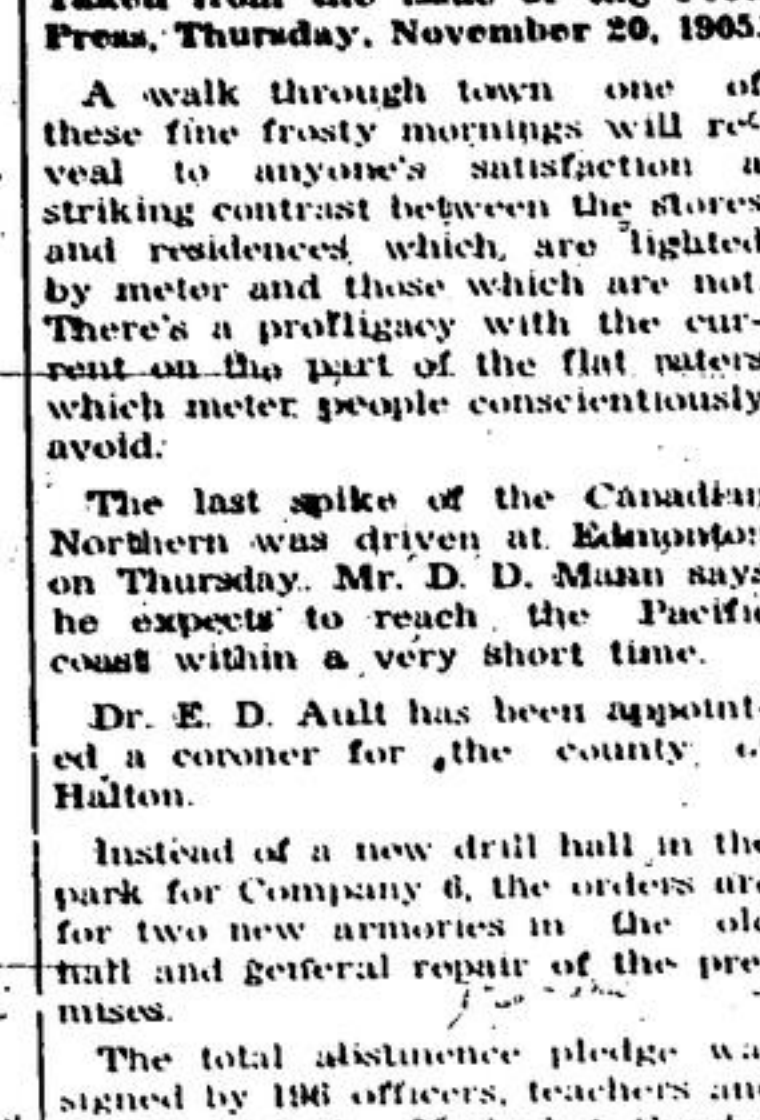 Taken from the issue of the Free
Press, Thursday, November 20, 1905.
A walk through town one of
these fine frosty mornings will re-
veal to anyone's satisfaction a
striking contrast between the stores
and residences which, are lighted
by meter and those which are not.
There's a profligacy with the cur-
rent on the part of the flat raters
which meter people conscientiously
avoid.
The last spike of the Canadian
Northern was driven at Edmonton
on Thursday. Mr. D. D. Mann says
he expects to reach the Pacific
coast within a very short time.
Dr. E. D. Ault has been appoint-
ed a coroner for the county of
Halton.
Instead of a new drill hall in the
park for Company 6, the orders are
for two new armories in the old
hall and general repair of the pre-
mises.
The total abstinence pledge was
signed by 196 officers, teachers and